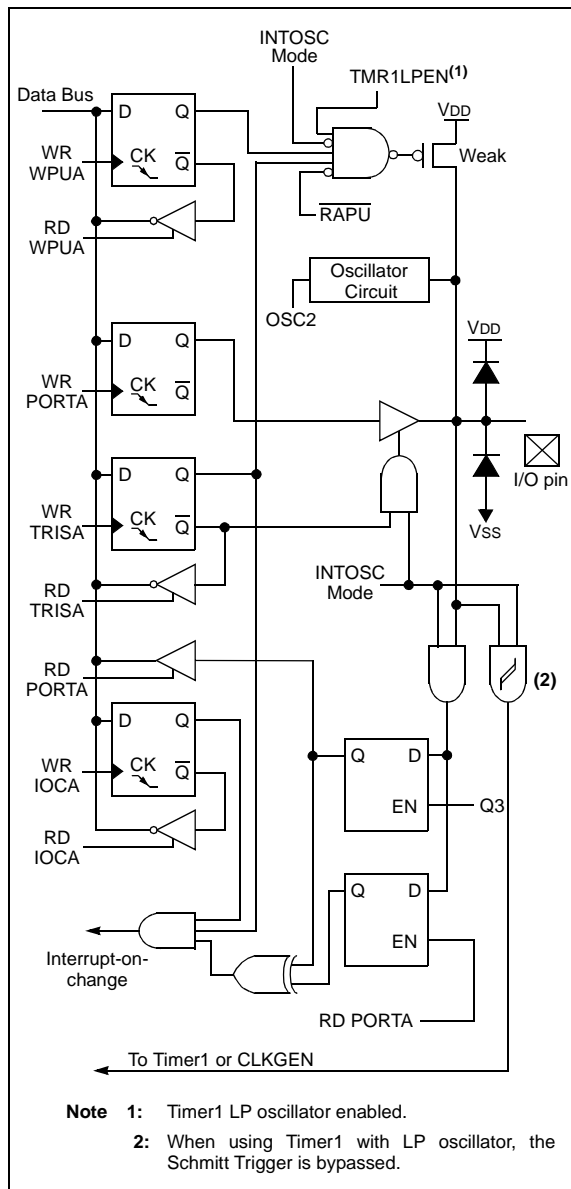 INTOSC
Mode
TMR1LPEN(1)
Data Bus
VDD
D Q
WR
WPUA
CK Q
Weak
RD
WPUA
RAPU
Oscillator
Circuit
OSC2
D Q
VDD
WR
PORTA
CK Q
I/O pin
D Q
WR
TRISA
CK Q
VSS
INTOSC
Mode
RD
TRISA
RD
PORTA
(2)
D Q
WR
IOCA
CK Q
Q D
EN
Q3
RD
IOCA
Q D
EN
Interrupt-on-
change
RD PORTA
To Timer1 or CLKGEN
Note 1: Timer1 LP oscillator enabled.
2: When using Timer1 with LP oscillator, the
Schmitt Trigger is bypassed.